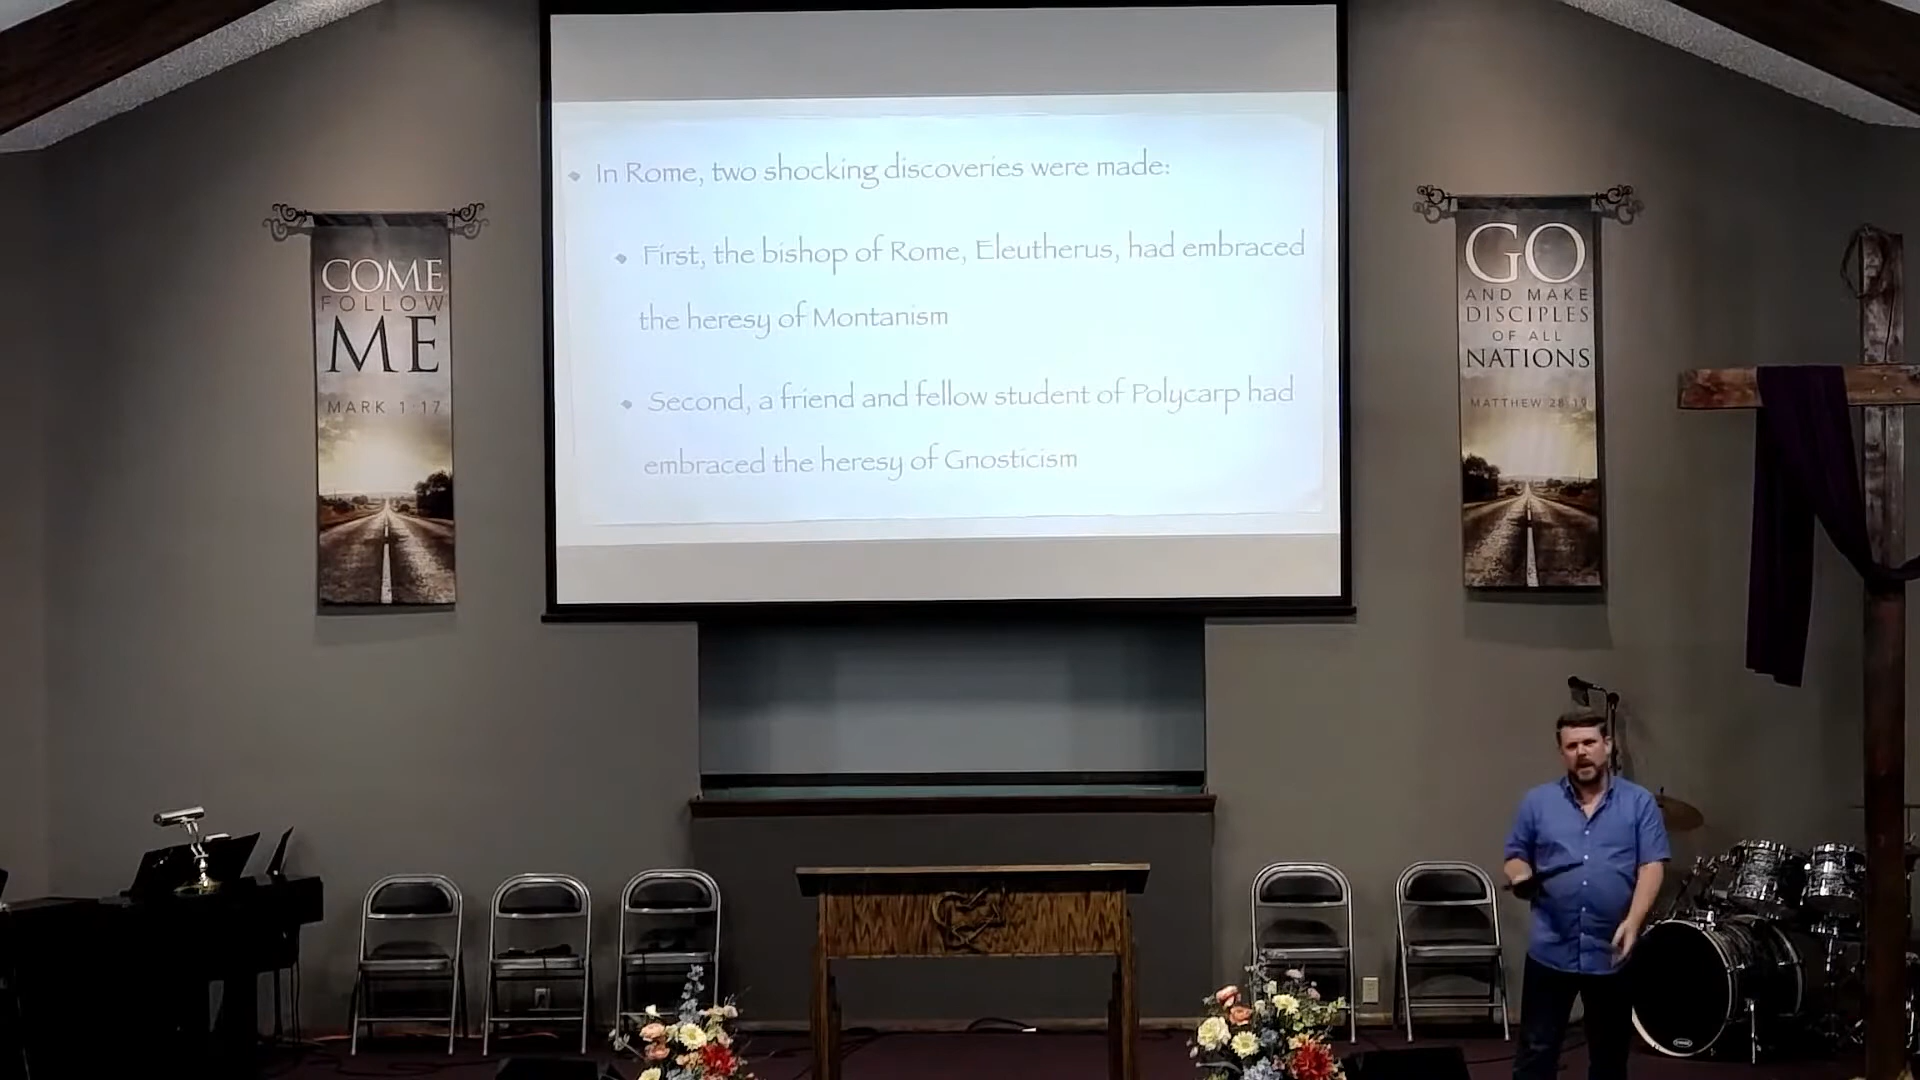 In Rome, two shocking discoveries were made:
First, the bishop of Rome, Eleutherus, had embraced
the heresy of Montanism
Second, a friend and fellow student of Polycarp had
embraced the heresy of Gnosticism
COME
FOLLOW
ME
MARK 1:17
GO
AND MAKE
DISCIPLES
OF ALL
NATIONS
MATTHEW 28:19